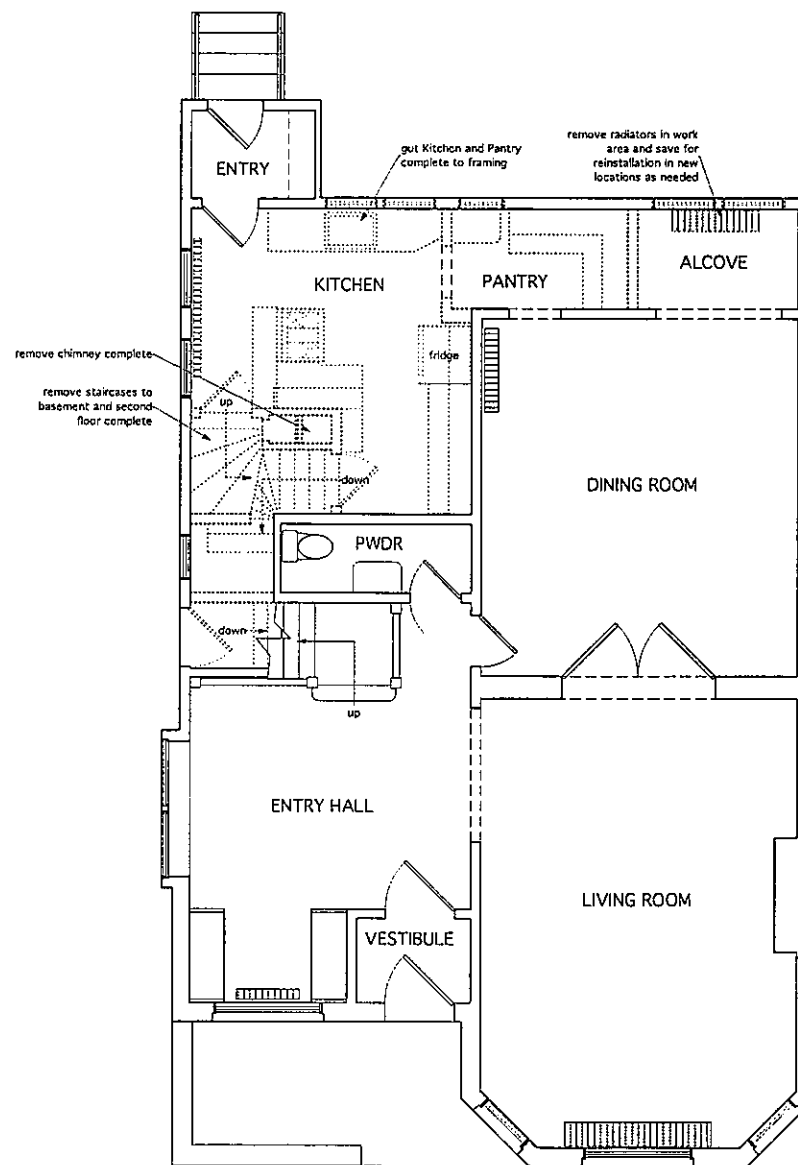 ENTRY
gut Kitchen and Pantry
complete to framing
remove radiators in work
area and save for
reinstallation in new
locations as needed
KITCHEN
PANTRY
ALCOVE
remove chimney complete
fridge
remove staircases to
basement and second
floor complete
up
down
DINING ROOM
PWDR
down
up
ENTRY HALL
LIVING ROOM
VESTIBULE